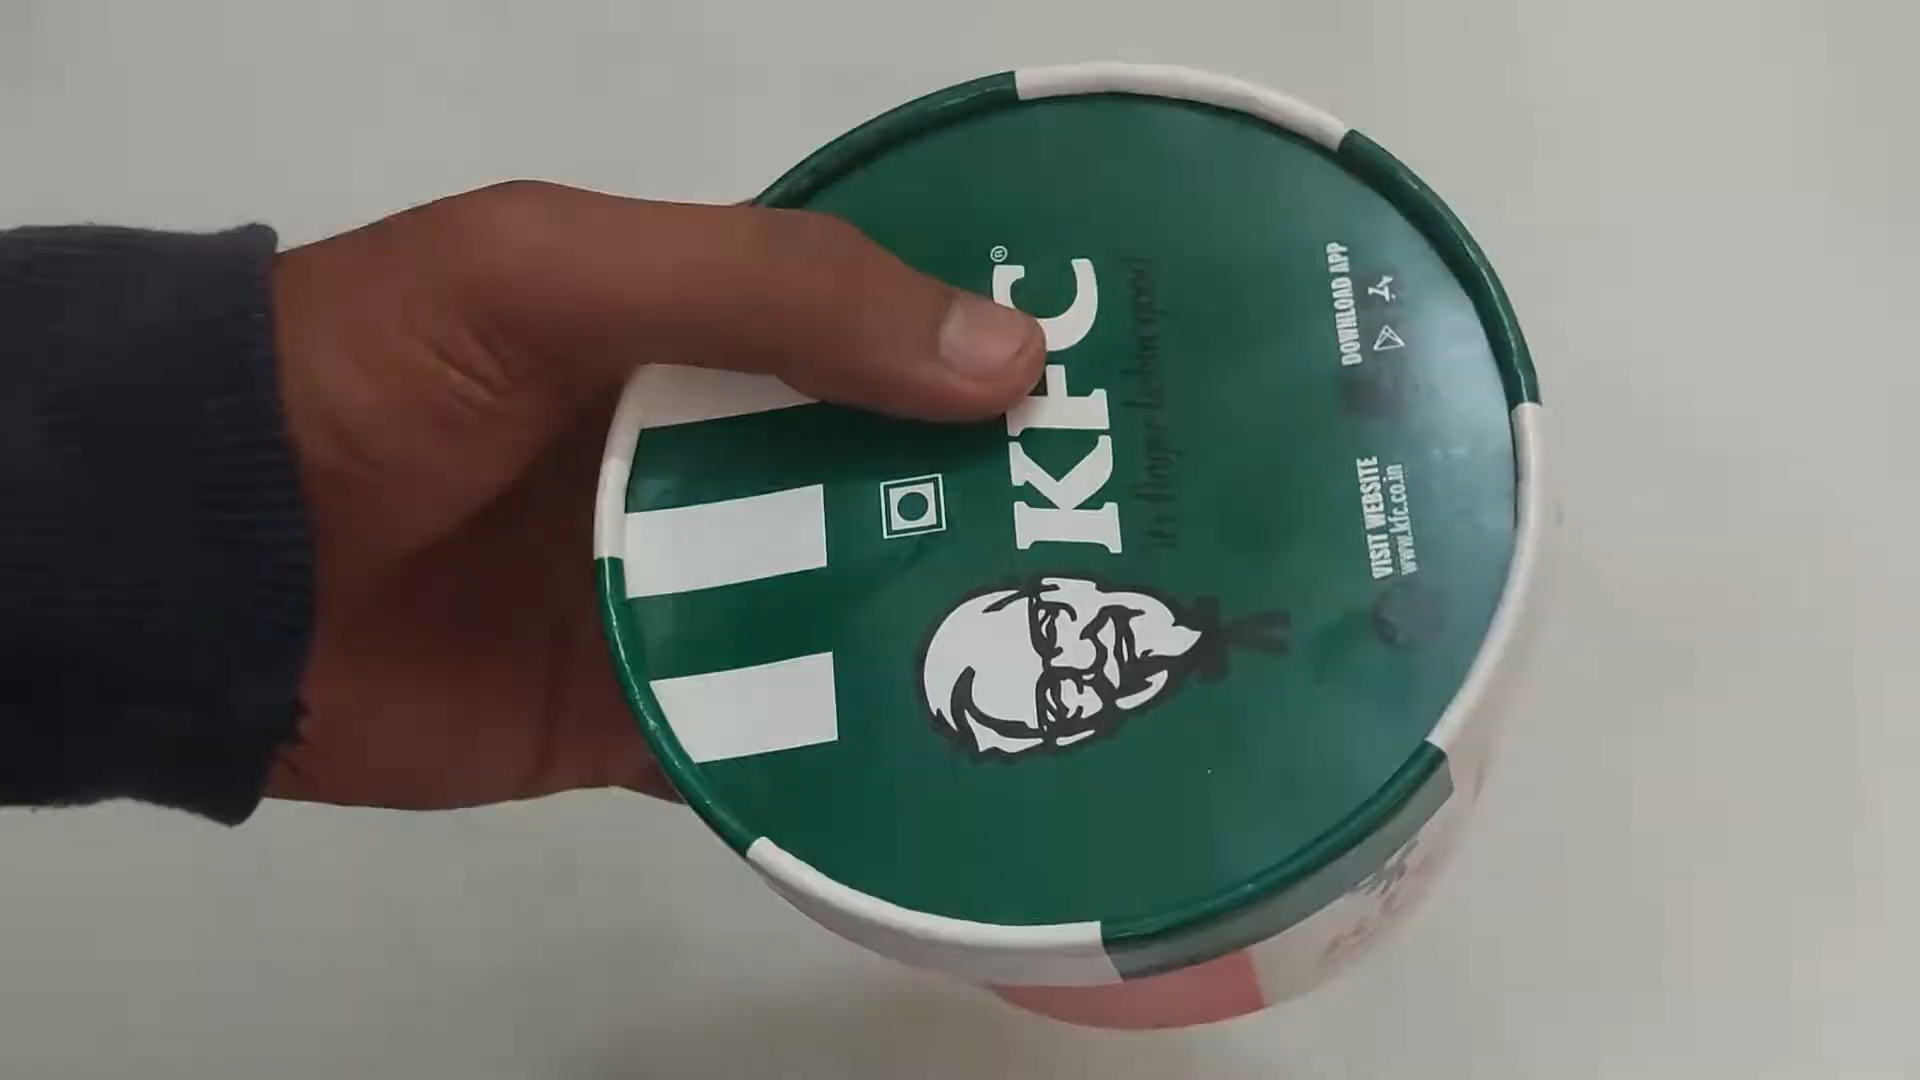 KFC®
it's finger lickin' good
VISIT WEBSITE
www.kfc.co.in
DOWNLOAD APP